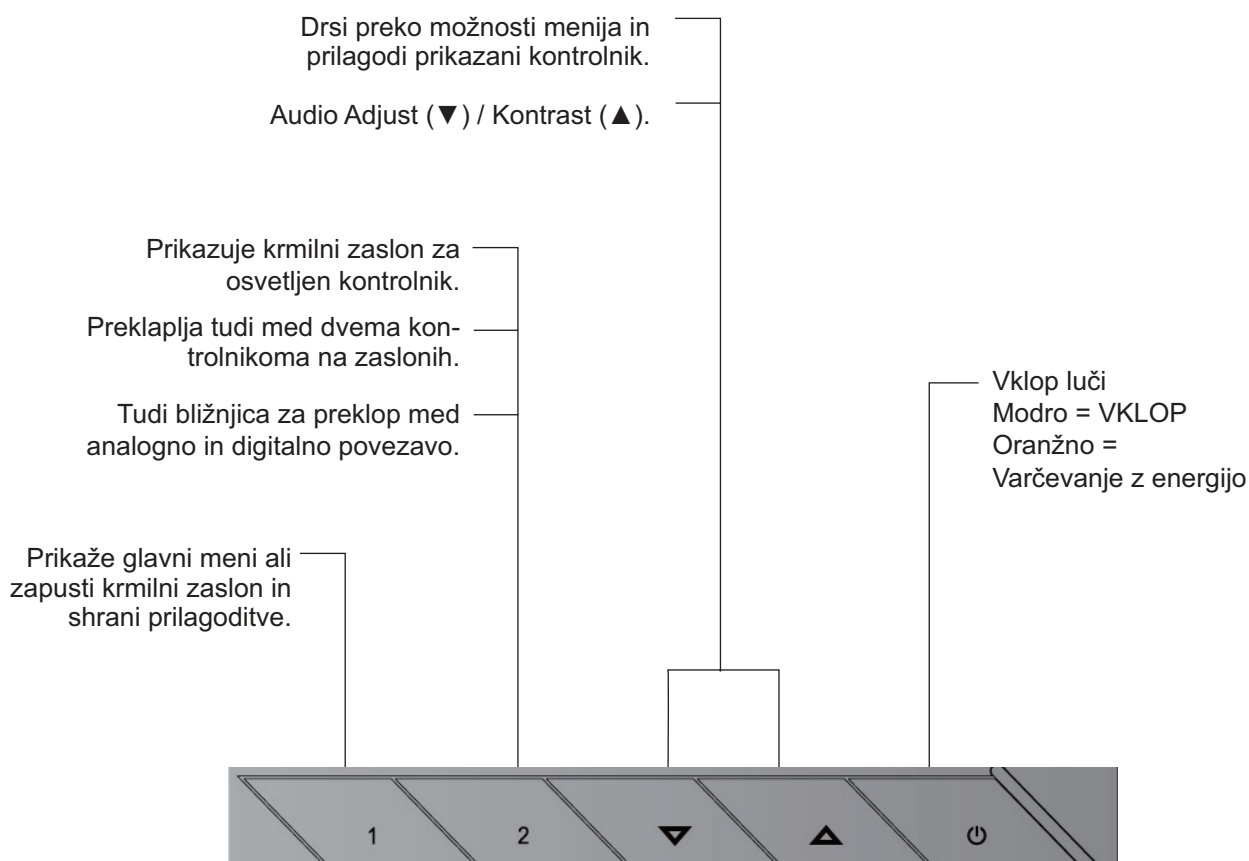 Drsi preko možnosti menija in
prilagodi prikazani kontrolnik.
Audio Adjust (▼) / Kontrast (▲).
Prikazuje krmilni zaslon za
osvetljen kontrolnik.
Preklaplja tudi med dvema kon-
trolnikoma na zaslonih.
Tudi bližnjica za preklop med
analogno in digitalno povezavo.
Vklop luči
Modro = VKLOP
Oranžno =
Varčevanje z energijo
Prikaže glavni meni ali
zapusti krmilni zaslon in
shrani prilagoditve.
1 2 ▼ ▲ ⏻